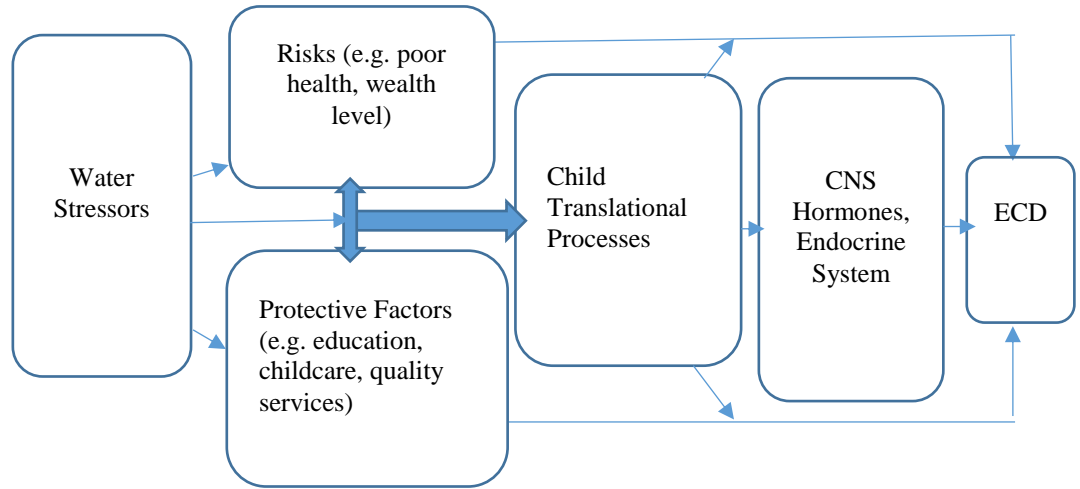 Water
Stressors
Risks (e.g. poor
health, wealth
level)
Protective Factors
(e.g. education,
childcare, quality
services)
Child
Translational
Processes
CNS
Hormones,
Endocrine
System
ECD